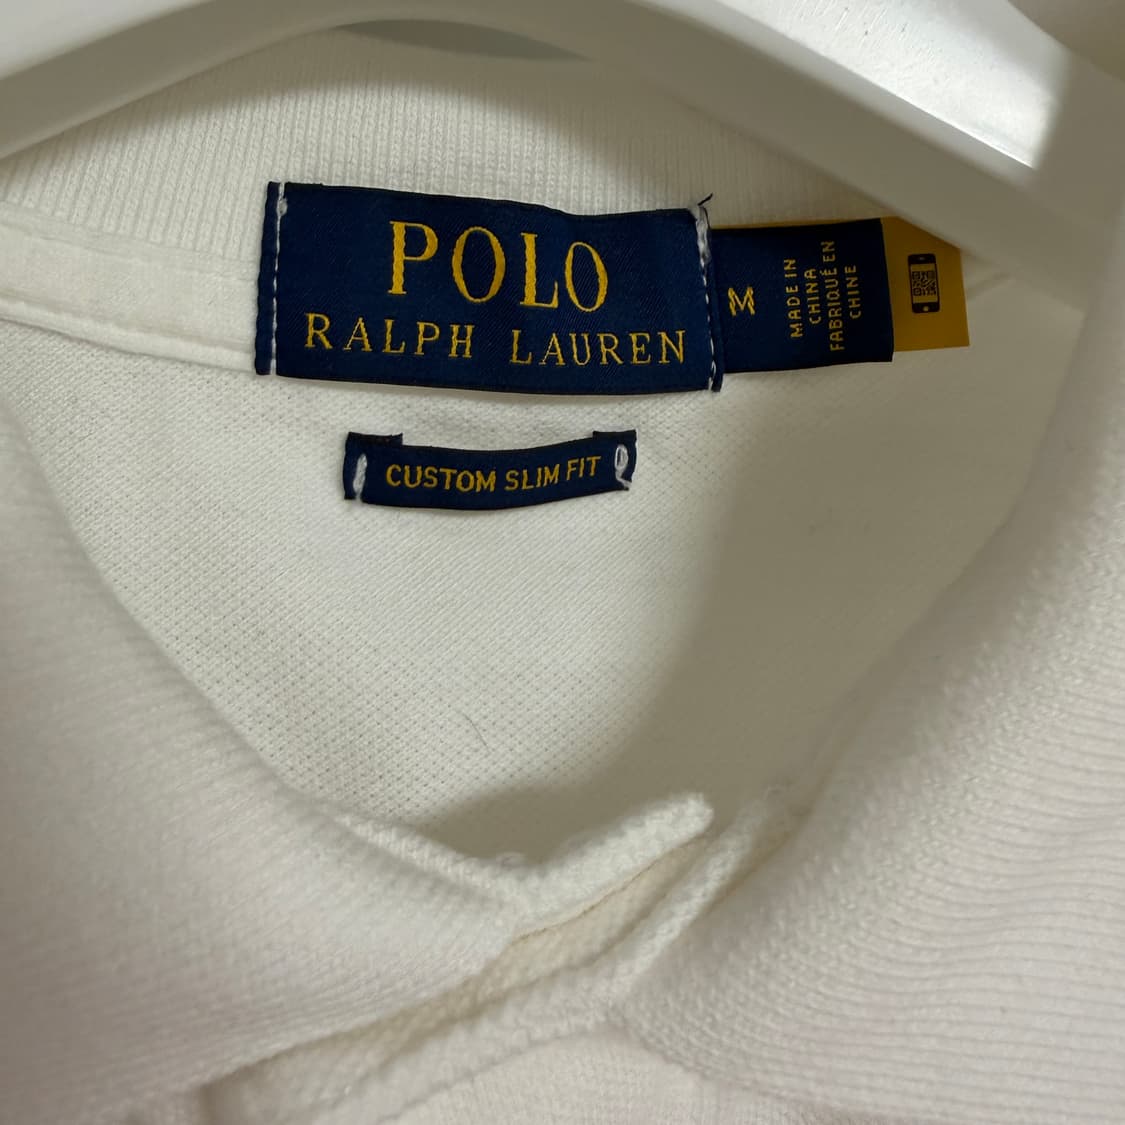 POLO
RALPH LAUREN
M
MADE IN
CHINA
FABRIQUÉ EN
CHINE
CUSTOM SLIM FIT